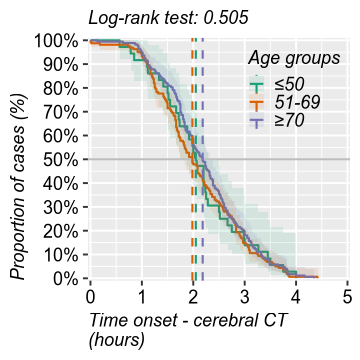 Log-rank test: 0.505
100%
90%
80%
70%
60%
50%
40%
30%
20%
10%
0%
Proportion of cases (%)
Age groups
≤50
51-69
≥70
0 1 2 3 4 5
Time onset - cerebral CT
(hours)